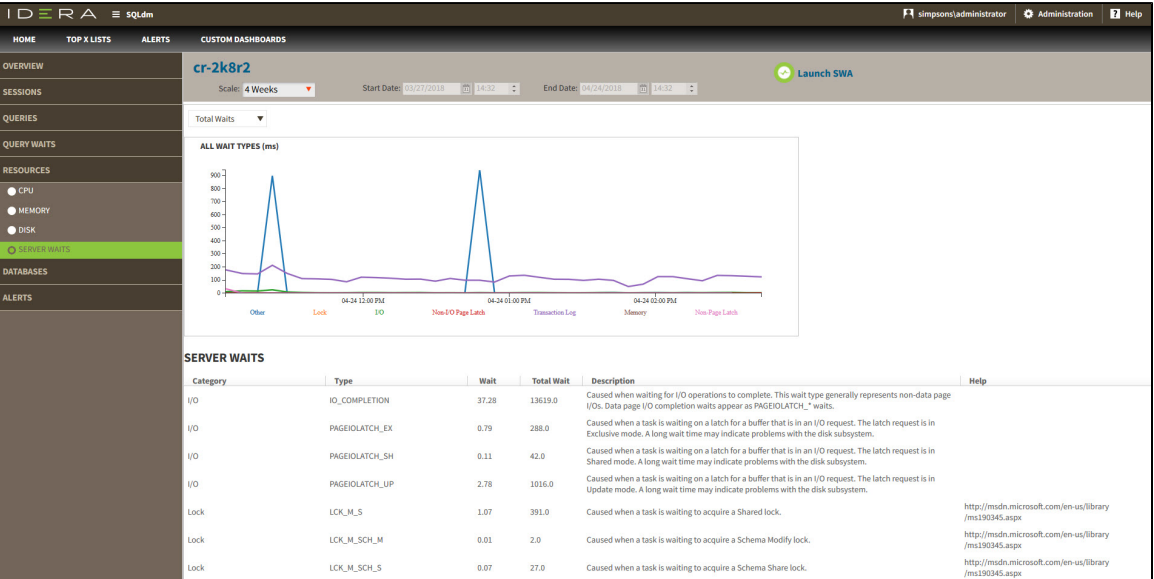 IDERA ≡ SQLdm
simpsons\administrator
Administration
? Help
HOME TOP X LISTS ALERTS CUSTOM DASHBOARDS
OVERVIEW
SESSIONS
QUERIES
QUERY WAITS
RESOURCES
CPU
MEMORY
DISK
SERVER WAITS
DATABASES
ALERTS
cr-2k8r2
Launch SWA
Scale: 4 Weeks Start Date: 03/27/2018 14:32 End Date: 04/24/2018 14:32
Total Waits
ALL WAIT TYPES (ms)
900
800
700
600
500
400
300
200
100
0
04-24 12:00 PM 04-24 01:00 PM 04-24 02:00 PM
Other Lock I/O Non-I/O Page Latch Transaction Log Memory Non-Page Latch
SERVER WAITS
Category Type Wait Total Wait Description Help
I/O IO_COMPLETION 37.28 13619.0 Caused when waiting for I/O operations to complete. This wait type generally represents non-data page
I/Os. Data page I/O completion waits appear as PAGEIOLATCH_* waits.
I/O PAGEIOLATCH_EX 0.79 288.0 Caused when a task is waiting on a latch for a buffer that is in an I/O request. The latch request is in
Exclusive mode. A long wait time may indicate problems with the disk subsystem.
I/O PAGEIOLATCH_SH 0.11 42.0 Caused when a task is waiting on a latch for a buffer that is in an I/O request. The latch request is in
Shared mode. A long wait time may indicate problems with the disk subsystem.
I/O PAGEIOLATCH_UP 2.78 1016.0 Caused when a task is waiting on a latch for a buffer that is in an I/O request. The latch request is in
Update mode. A long wait time may indicate problems with the disk subsystem.
Lock LCK_M_S 1.07 391.0 Caused when a task is waiting to acquire a Shared lock. http://msdn.microsoft.com/en-us/library
/ms190345.aspx
Lock LCK_M_SCH_M 0.01 2.0 Caused when a task is waiting to acquire a Schema Modify lock. http://msdn.microsoft.com/en-us/library
/ms190345.aspx
Lock LCK_M_SCH_S 0.07 27.0 Caused when a task is waiting to acquire a Schema Share lock. http://msdn.microsoft.com/en-us/library
/ms190345.aspx